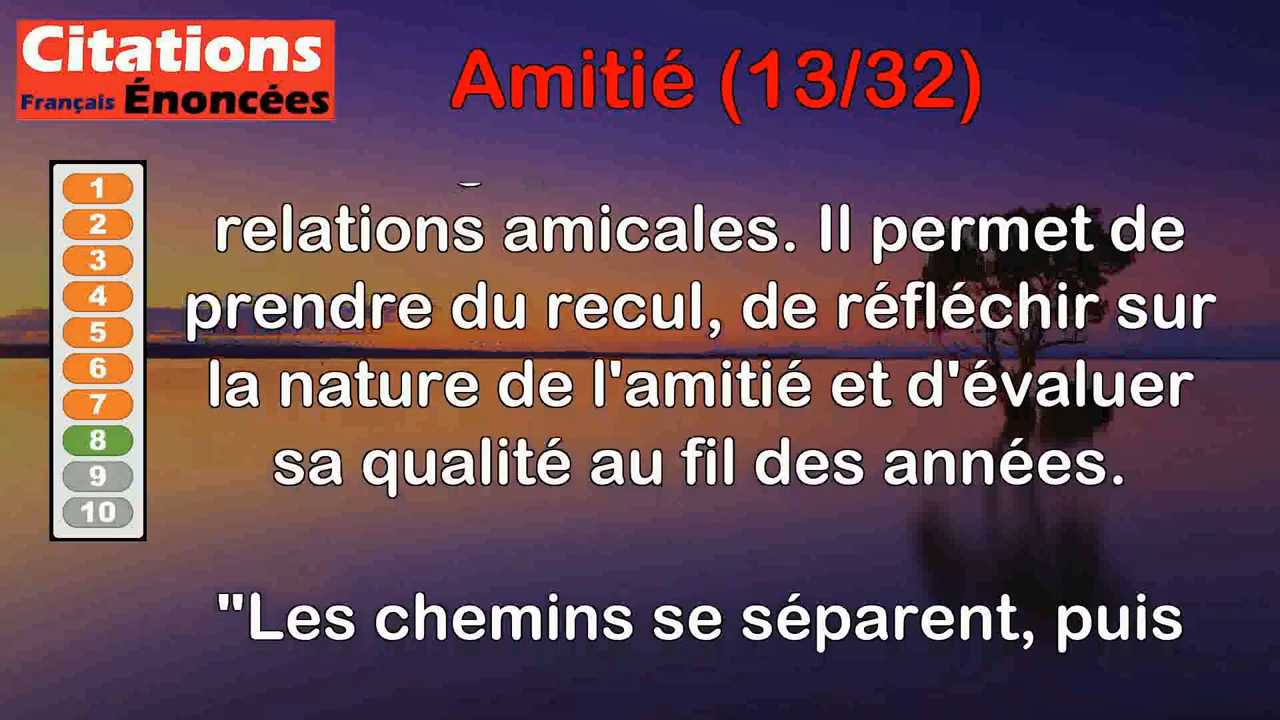 Citations
Français Énoncées
Amitié (13/32)
1
2
3
4
5
6
7
8
9
10
relations amicales. Il permet de
prendre du recul, de réfléchir sur
la nature de l'amitié et d'évaluer
sa qualité au fil des années.
"Les chemins se séparent, puis